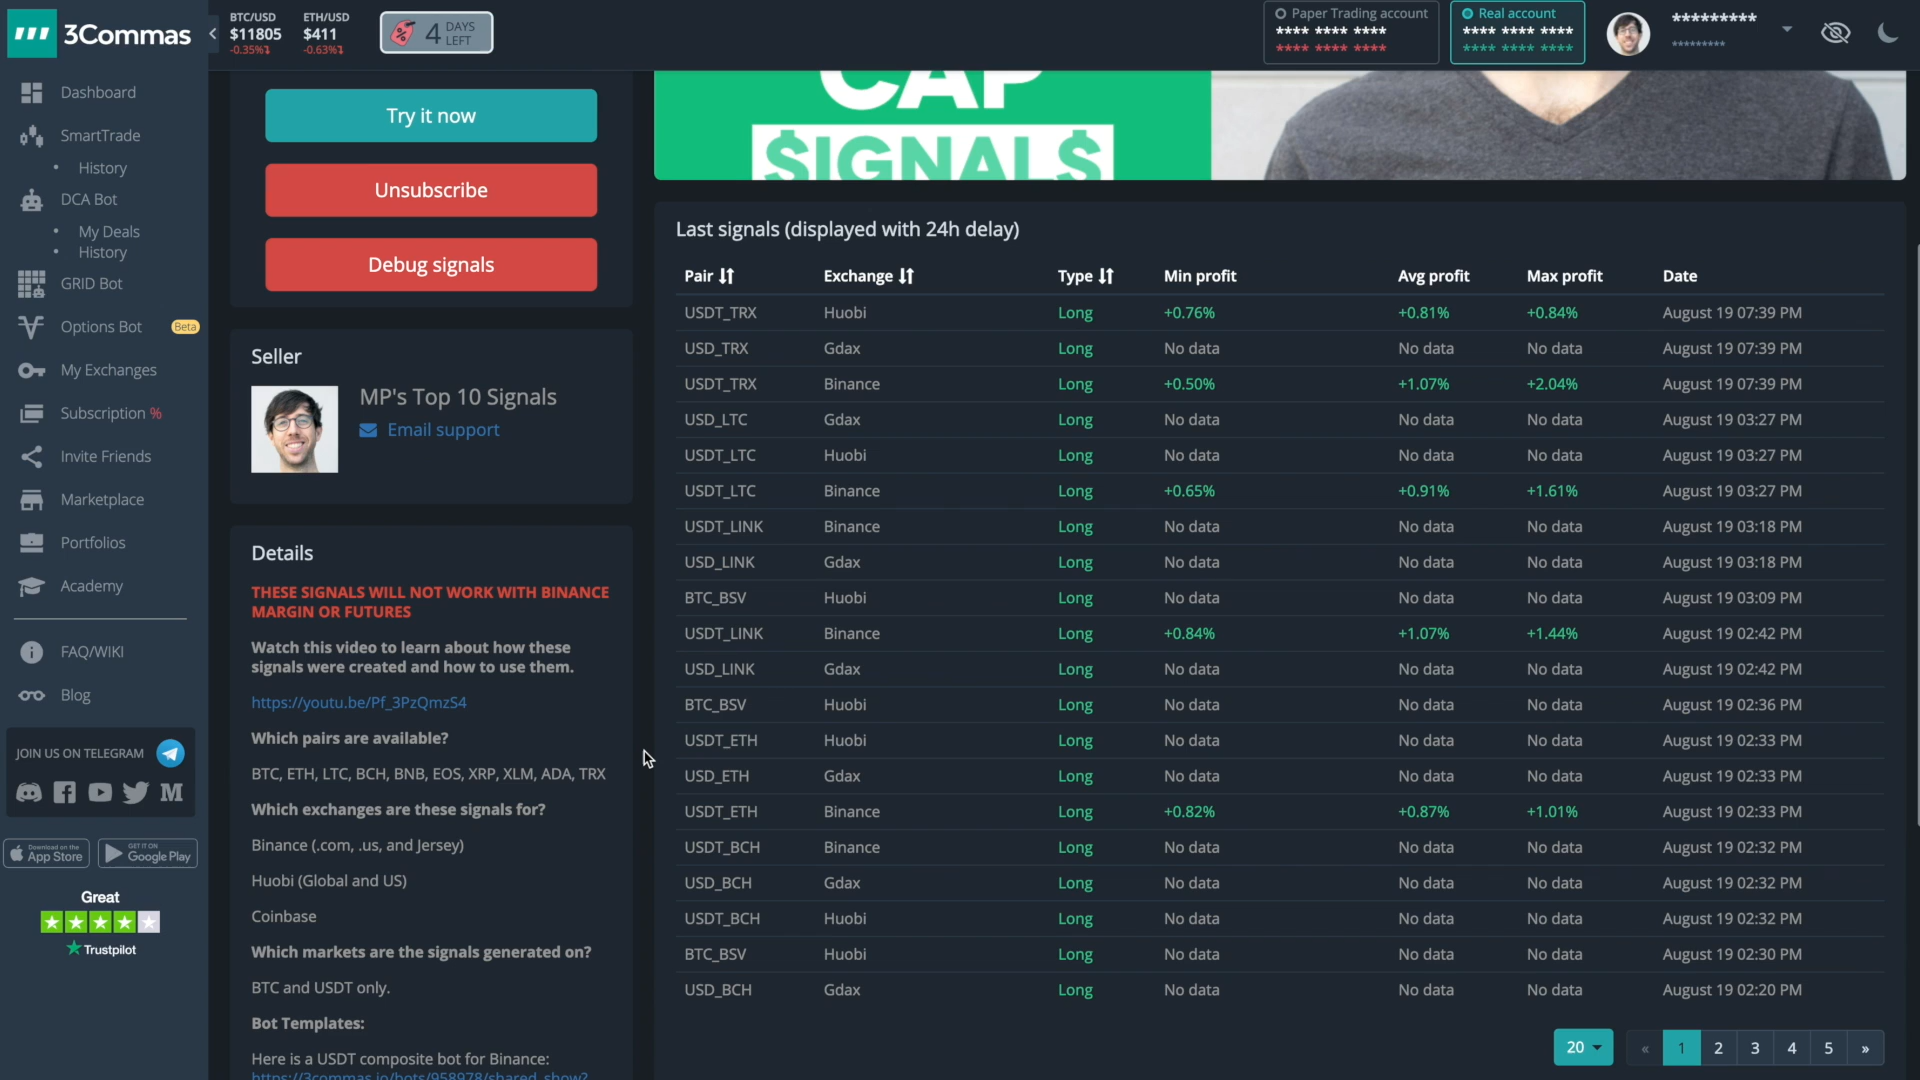 3Commas
BTC/USD
$11805
-0.35%
ETH/USD
$411
-0.63%
4 DAYS LEFT
Paper Trading account
**** **** ****
**** **** ****
Real account
**** **** ****
**** **** ****
*********
*********
Dashboard
SmartTrade
History
DCA Bot
My Deals
History
GRID Bot
Options Bot Beta
My Exchanges
Subscription %
Invite Friends
Marketplace
Portfolios
Academy
FAQ/WIKI
Blog
JOIN US ON TELEGRAM
Download on the App Store
GET IT ON Google Play
Great
Trustpilot
Try it now
Unsubscribe
Debug signals
Seller
MP's Top 10 Signals
Email support
Details
THESE SIGNALS WILL NOT WORK WITH BINANCE
MARGIN OR FUTURES
Watch this video to learn about how these
signals were created and how to use them.
https://youtu.be/Pf_3PzQmzS4
Which pairs are available?
BTC, ETH, LTC, BCH, BNB, EOS, XRP, XLM, ADA, TRX
Which exchanges are these signals for?
Binance (.com, .us, and Jersey)
Huobi (Global and US)
Coinbase
Which markets are the signals generated on?
BTC and USDT only.
Bot Templates:
Here is a USDT composite bot for Binance:
https://3commas.io/bots/958978/shared_show?
CAP
$IGNAL$
Last signals (displayed with 24h delay)
Pair Exchange Type Min profit Avg profit Max profit Date
USDT_TRX Huobi Long +0.76% +0.81% +0.84% August 19 07:39 PM
USD_TRX Gdax Long No data No data No data August 19 07:39 PM
USDT_TRX Binance Long +0.50% +1.07% +2.04% August 19 07:39 PM
USD_LTC Gdax Long No data No data No data August 19 03:27 PM
USDT_LTC Huobi Long No data No data No data August 19 03:27 PM
USDT_LTC Binance Long +0.65% +0.91% +1.61% August 19 03:27 PM
USDT_LINK Binance Long No data No data No data August 19 03:18 PM
USD_LINK Gdax Long No data No data No data August 19 03:18 PM
BTC_BSV Huobi Long No data No data No data August 19 03:09 PM
USDT_LINK Binance Long +0.84% +1.07% +1.44% August 19 02:42 PM
USD_LINK Gdax Long No data No data No data August 19 02:42 PM
BTC_BSV Huobi Long No data No data No data August 19 02:36 PM
USDT_ETH Huobi Long No data No data No data August 19 02:33 PM
USD_ETH Gdax Long No data No data No data August 19 02:33 PM
USDT_ETH Binance Long +0.82% +0.87% +1.01% August 19 02:33 PM
USDT_BCH Binance Long No data No data No data August 19 02:32 PM
USD_BCH Gdax Long No data No data No data August 19 02:32 PM
USDT_BCH Huobi Long No data No data No data August 19 02:32 PM
BTC_BSV Huobi Long No data No data No data August 19 02:30 PM
USD_BCH Gdax Long No data No data No data August 19 02:20 PM
20 « 1 2 3 4 5 »